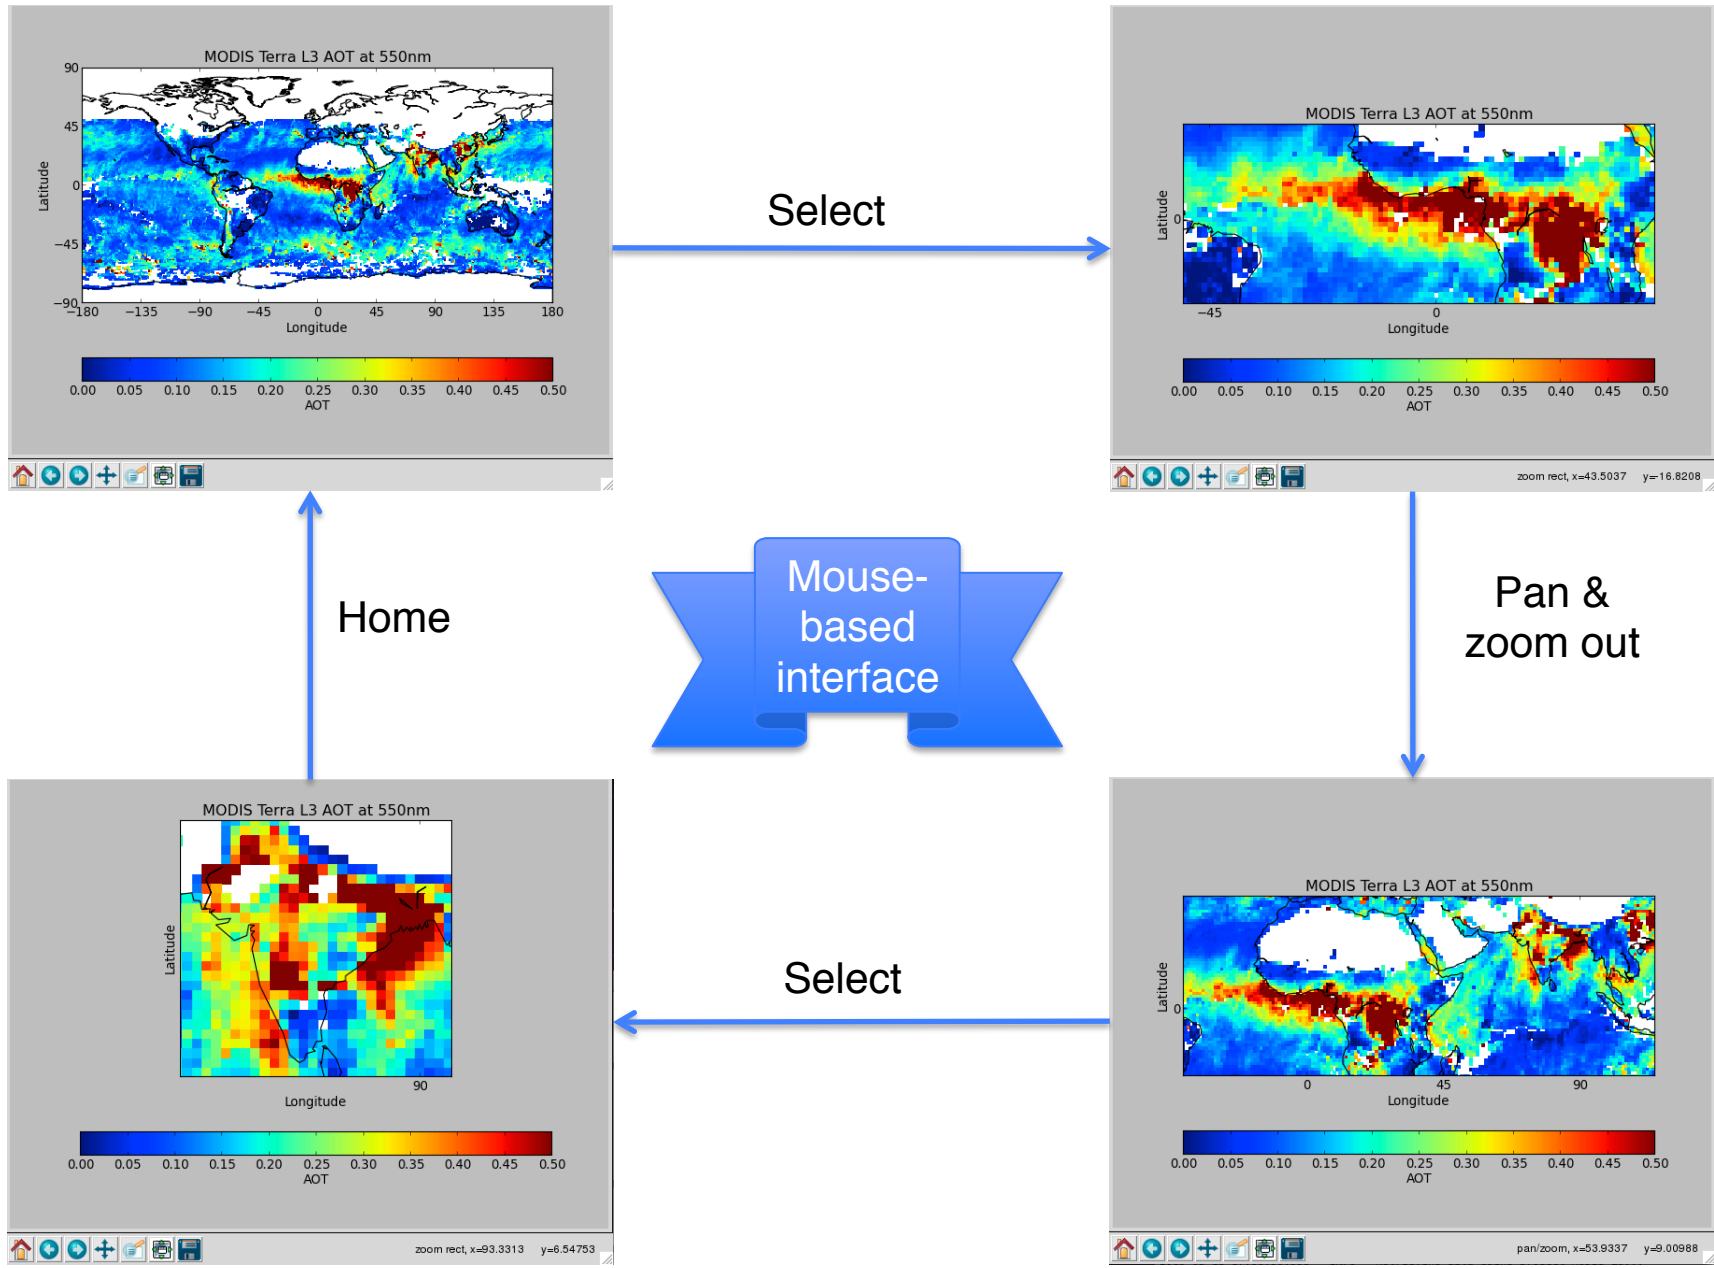 MODIS Terra L3 AOT at 550nm
90
45
0
−45
−90
Latitude
−180 −135 −90 −45 0 45 90 135 180
Longitude
0.00 0.05 0.10 0.15 0.20 0.25 0.30 0.35 0.40 0.45 0.50
AOT
Select
MODIS Terra L3 AOT at 550nm
Latitude
0
−45 0
Longitude
0.00 0.05 0.10 0.15 0.20 0.25 0.30 0.35 0.40 0.45 0.50
AOT
zoom rect, x=43.5037 y=-16.8208
Home
Mouse-
based
interface
Pan &
zoom out
MODIS Terra L3 AOT at 550nm
Latitude
90
Longitude
0.00 0.05 0.10 0.15 0.20 0.25 0.30 0.35 0.40 0.45 0.50
AOT
zoom rect, x=93.3313 y=6.54753
Select
MODIS Terra L3 AOT at 550nm
Latitude
0
0 45 90
Longitude
0.00 0.05 0.10 0.15 0.20 0.25 0.30 0.35 0.40 0.45 0.50
AOT
pan/zoom, x=53.9337 y=9.00988